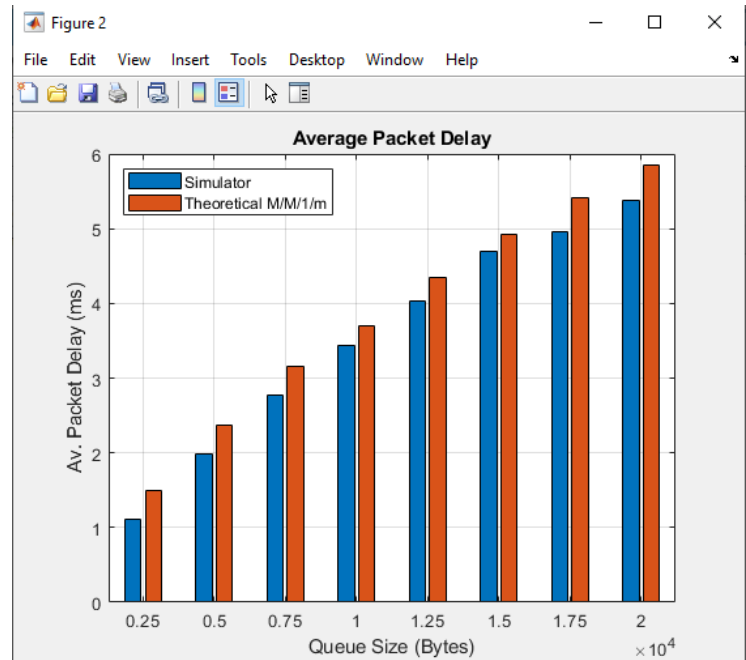 Figure 2
File Edit View Insert Tools Desktop Window Help
Average Packet Delay
Simulator
Theoretical M/M/1/m
Av. Packet Delay (ms)
6
5
4
3
2
1
0
0.25 0.5 0.75 1 1.25 1.5 1.75 2
Queue Size (Bytes)
×10⁴